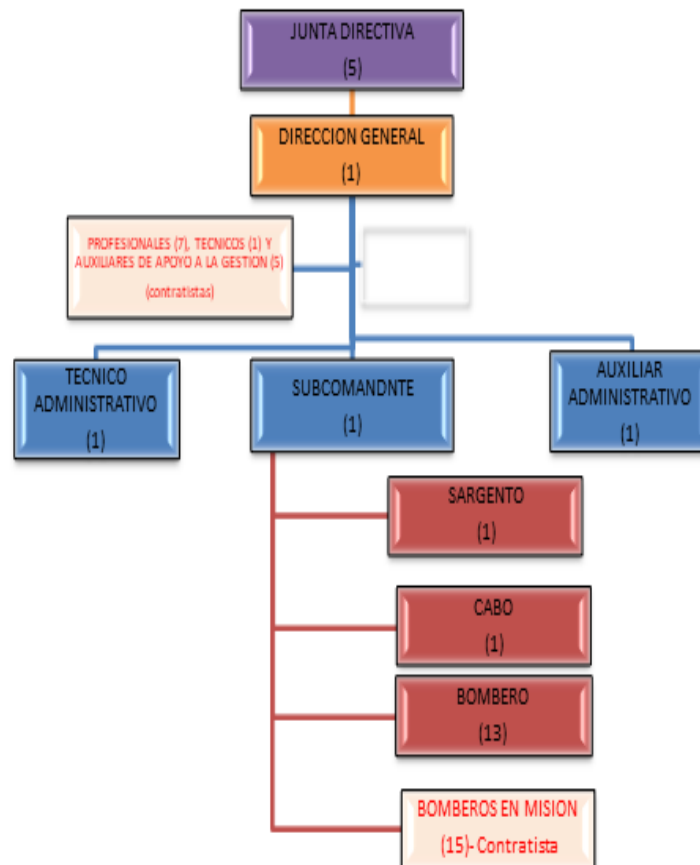 JUNTA DIRECTIVA
(5)
DIRECCION GENERAL
(1)
PROFESIONALES (7), TECNICOS (1) Y
AUXILIARES DE APOYO A LA GESTION (5)
(contratistas)
TECNICO
ADMINISTRATIVO
(1)
SUBCOMANDNTE
(1)
AUXILIAR
ADMINISTRATIVO
(1)
SARGENTO
(1)
CABO
(1)
BOMBERO
(13)
BOMBEROS EN MISION
(15)- Contratista